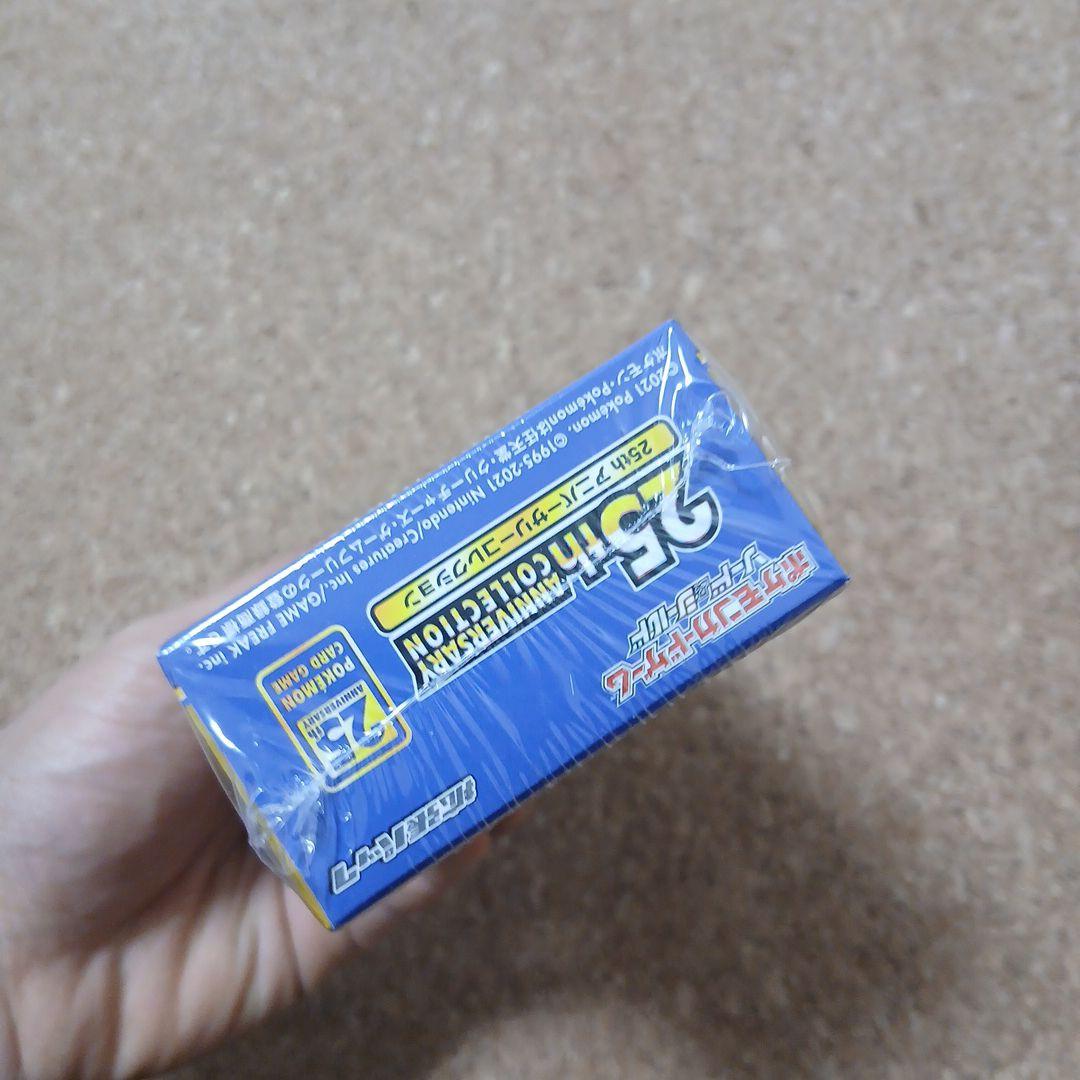 ポケモンカードゲーム
ソード&シールド
拡張パック
25th
ANNIVERSARY
COLLECTION
25th アニバーサリーコレクション
25th
ANNIVERSARY
POKÉMON
CARD GAME
©2021 Pokémon. ©1995-2021 Nintendo/Creatures Inc./GAME FREAK Inc.
ポケモン・Pokémonは任天堂・クリーチャーズ・ゲームフリークの登録商標です。